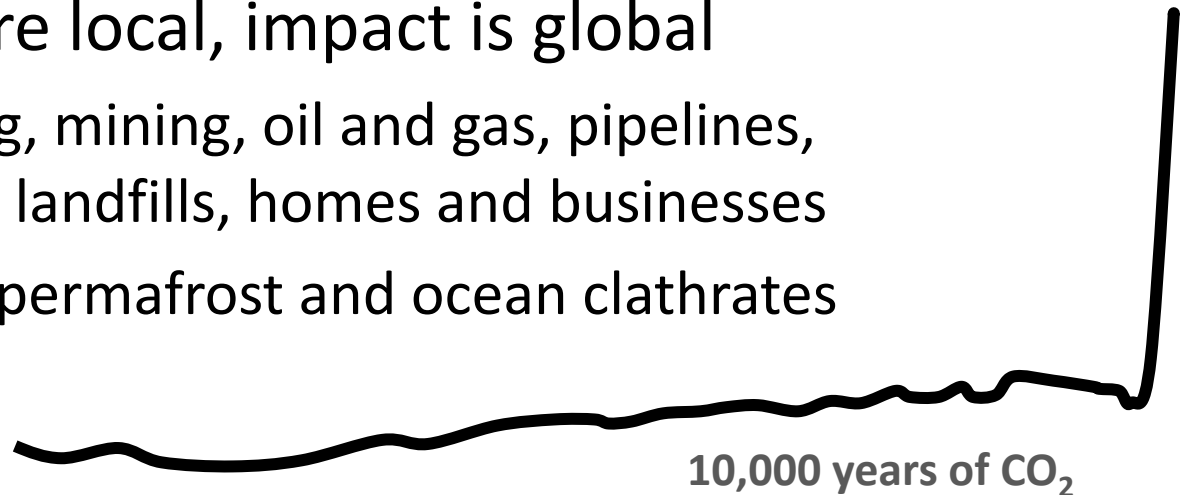 re local, impact is global
g, mining, oil and gas, pipelines,
landfills, homes and businesses
permafrost and ocean clathrates
10,000 years of CO₂